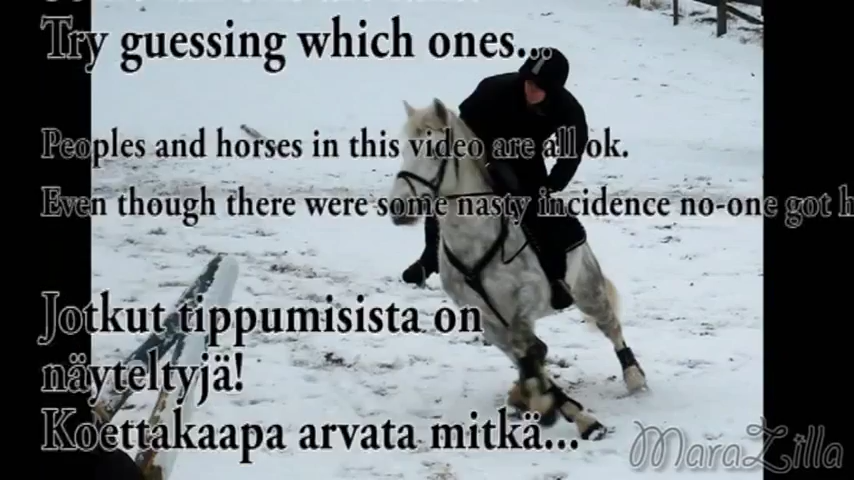 Try guessing which ones...
Peoples and horses in this video are all ok.
Even though there were some nasty incidence no-one got
Jotkut tippumisista on
näyteltyjä!
Koettakaapa arvata mitkä...
MaraZilla